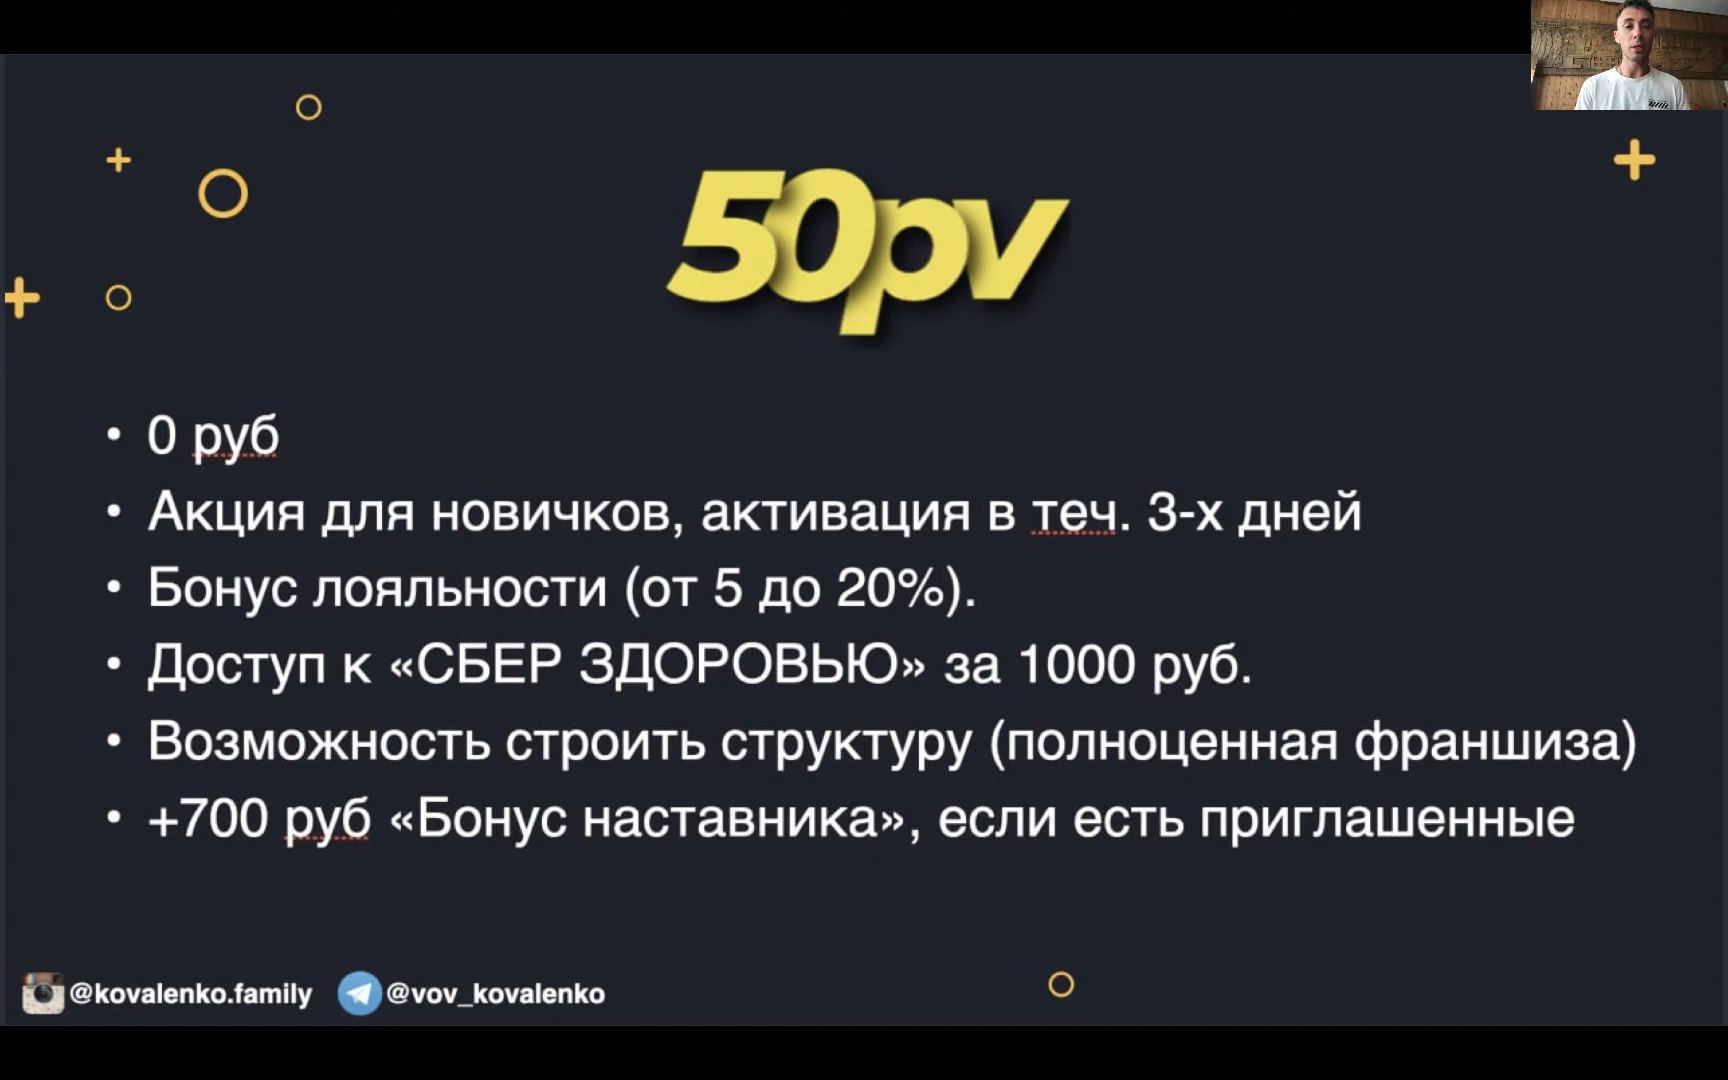 50pv
• 0 руб
• Акция для новичков, активация в теч. 3-х дней
• Бонус лояльности (от 5 до 20%).
• Доступ к «СБЕР ЗДОРОВЬЮ» за 1000 руб.
• Возможность строить структуру (полноценная франшиза)
• +700 руб «Бонус наставника», если есть приглашенные
@kovalenko.family @vov_kovalenko